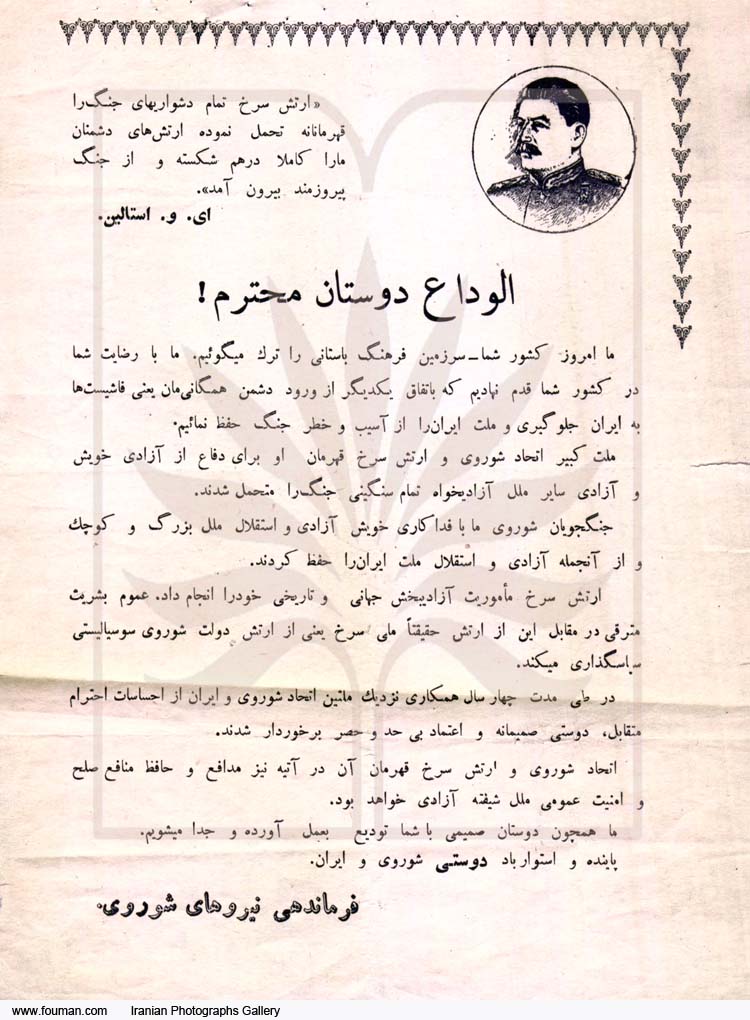 «ارتش سرخ تمام دشواریهای جنگ‌را
قهرمانانه تحمل نموده ارتش‌های دشمنان
مارا کاملا درهم شکسته و از جنگ
پیروزمند بیرون آمد».
ای. و. استالین.
الوداع دوستان محترم!
ما امروز کشور شما–سرزمین فرهنگ باستانی را ترك میگوئیم. ما با رضایت شما
در کشور شما قدم نهادیم که باتفاق یکدیگر از ورود دشمن همگانی‌مان یعنی فاشیست‌ها
به ایران جلوگیری و ملت ایران‌را از آسیب و خطر جنگ حفظ نمائیم.
ملت کبیر اتحاد شوروی و ارتش سرخ قهرمان او برای دفاع از آزادی خویش
و آزادی سایر ملل آزادیخواه تمام سنگینی جنگ‌را متحمل شدند.
جنگجویان شوروی ما با فداکاری خویش آزادی و استقلال ملل بزرگ و کوچك
و از آنجمله آزادی و استقلال ملت ایران‌را حفظ کردند.
ارتش سرخ مأموریت آزادیبخش جهانی و تاریخی خودرا انجام داد. عموم بشریت
مترقی در مقابل این از ارتش حقیقتاً ملی سرخ یعنی از ارتش دولت شوروی سوسیالیستی
سپاسگذاری میکند.
در طی مدت چهار سال همکاری نزدیك ملتین اتحاد شوروی و ایران از احساسات احترام
متقابل، دوستی صمیمانه و اعتماد بی حد و حصر برخوردار شدند.
اتحاد شوروی و ارتش سرخ قهرمان آن در آتیه نیز مدافع و حافظ منافع صلح
و امنیت عمومی ملل شیفته آزادی خواهد بود.
ما همچون دوستان صمیمی با شما تودیع بعمل آورده و جدا میشویم.
پاینده و استوار باد دوستی شوروی و ایران.
فرماندهی نیروهای شوروی.
www.fouman.com Iranian Photographs Gallery